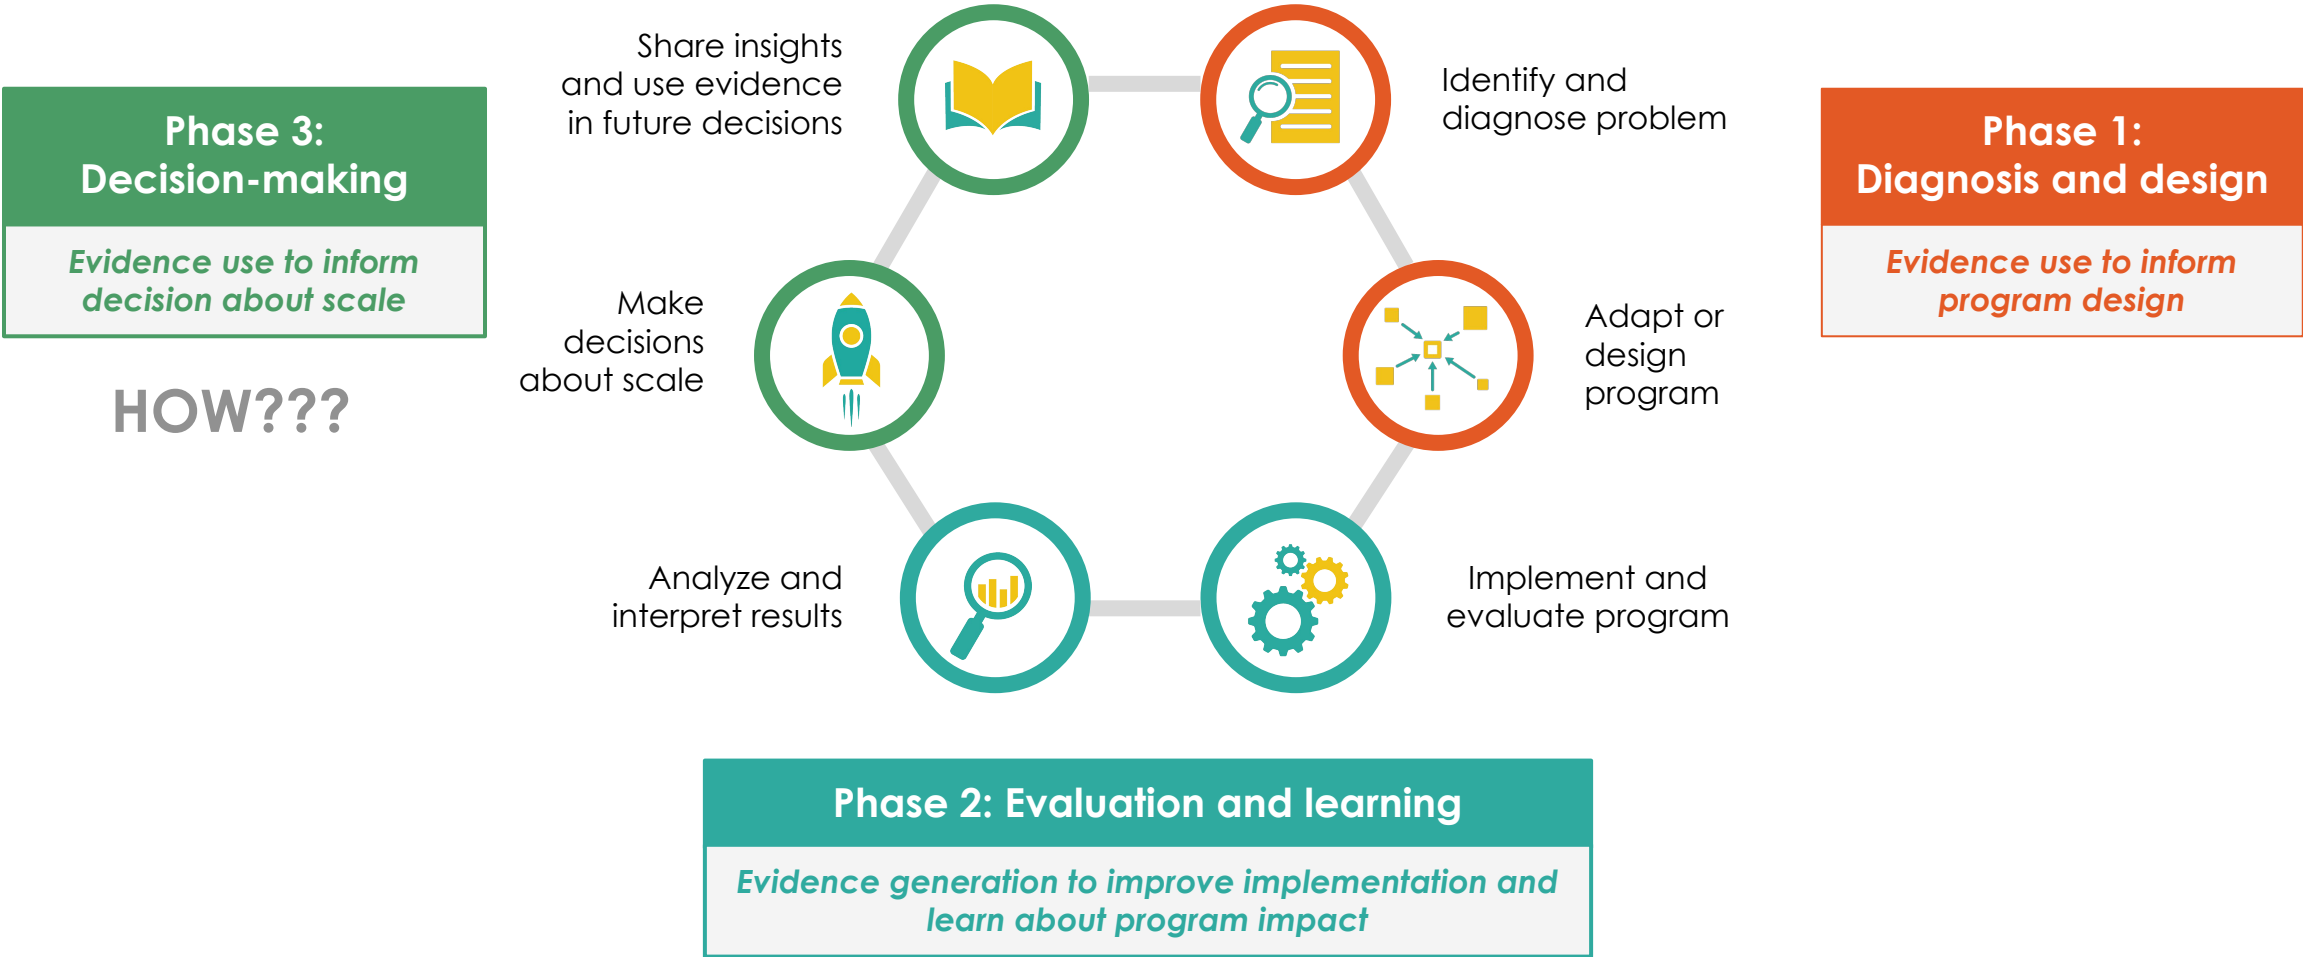 Share insights
and use evidence
in future decisions
Identify and
diagnose problem
Phase 3:
Decision-making
Evidence use to inform
decision about scale
HOW???
Phase 1:
Diagnosis and design
Evidence use to inform
program design
Make
decisions
about scale
Adapt or
design
program
Analyze and
interpret results
Implement and
evaluate program
Phase 2: Evaluation and learning
Evidence generation to improve implementation and
learn about program impact